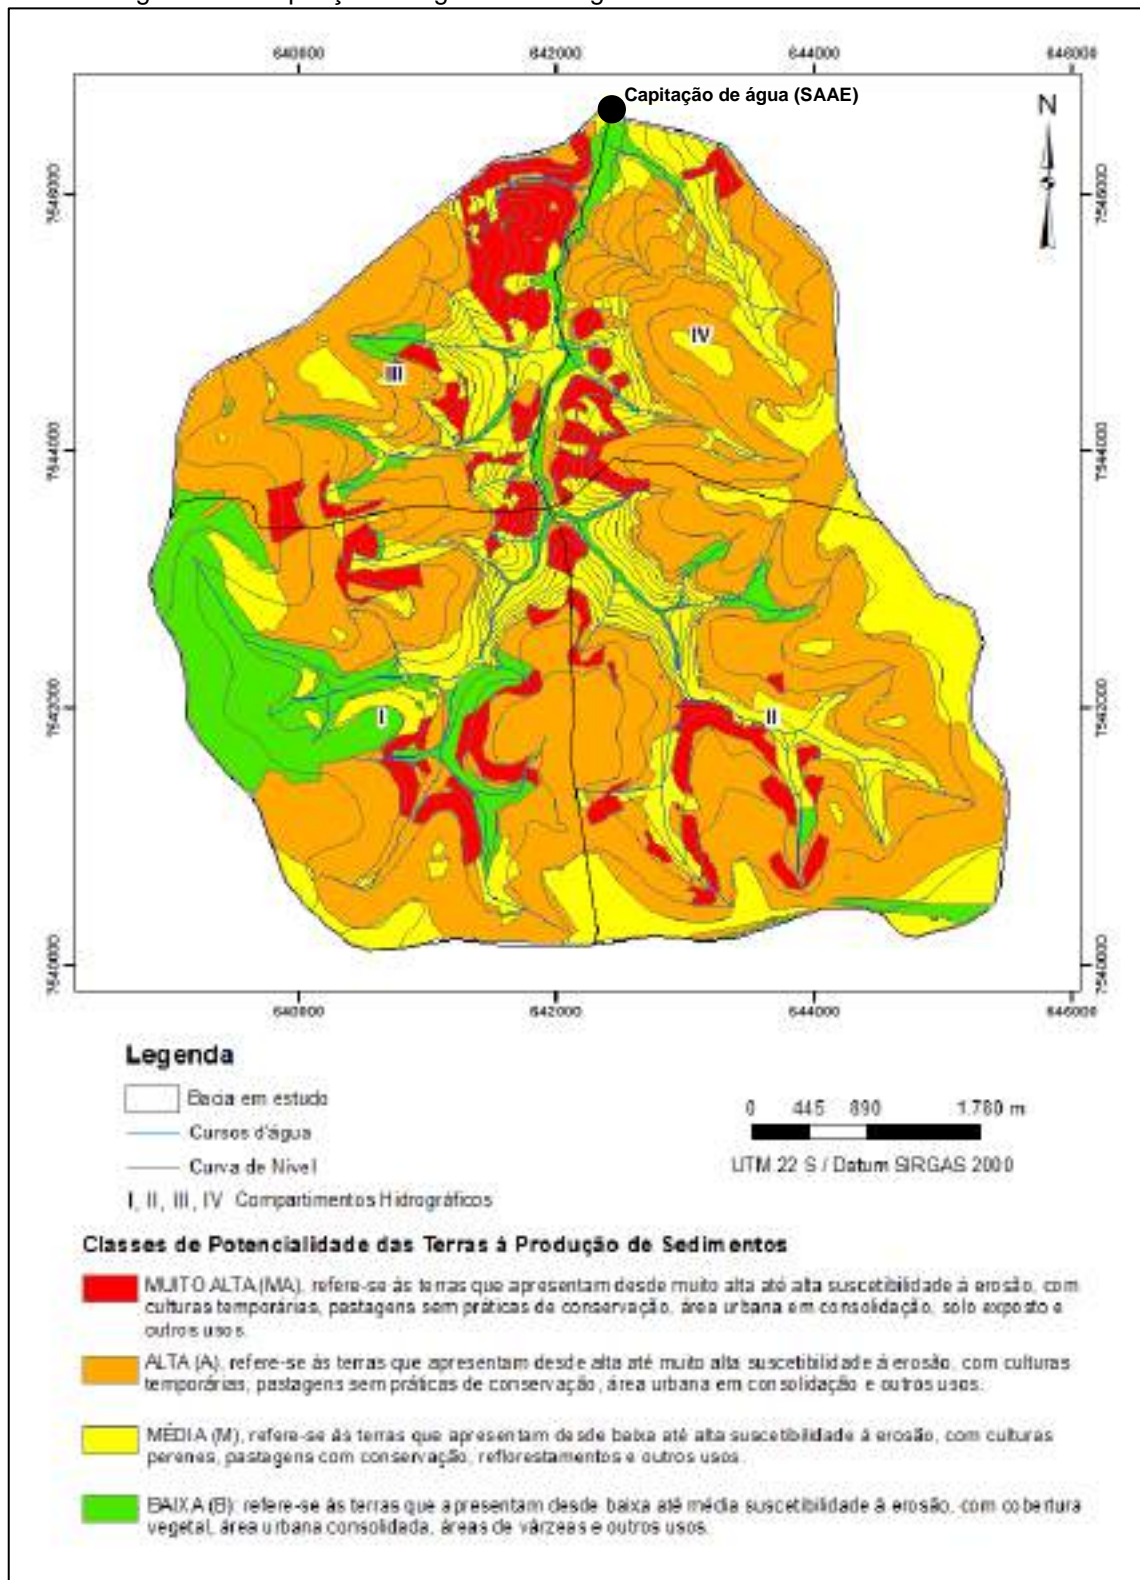 640000 642000 644000 646000
Capitação de água (SAAE)
N
7646000 7646000
IV
III
7644000 7644000
7642000 7642000
I II
7640000 7640000
640000 642000 644000 646000
Legenda
Bacia em estudo
Cursos d'água
Curva de Nível
I, II, III, IV Compartimentos Hidrográficos
0 445 890 1.780 m
UTM 22 S / Datum SIRGAS 2000
Classes de Potencialidade das Terras à Produção de Sedimentos
MUITO ALTA (MA), refere-se às terras que apresentam desde muito alta até alta suscetibilidade à erosão, com
culturas temporárias, pastagens sem práticas de conservação, área urbana em consolidação, solo exposto e
outros usos.
ALTA (A), refere-se às terras que apresentam desde alta até muito alta suscetibilidade à erosão, com culturas
temporárias, pastagens sem práticas de conservação, área urbana em consolidação e outros usos.
MÉDIA (M), refere-se às terras que apresentam desde baixa até alta suscetibilidade à erosão, com culturas
perenes, pastagens com conservação, reflorestamentos e outros usos.
BAIXA (B): refere-se às terras que apresentam desde baixa até média suscetibilidade à erosão, com cobertura
vegetal, área urbana consolidada, áreas de várzeas e outros usos.